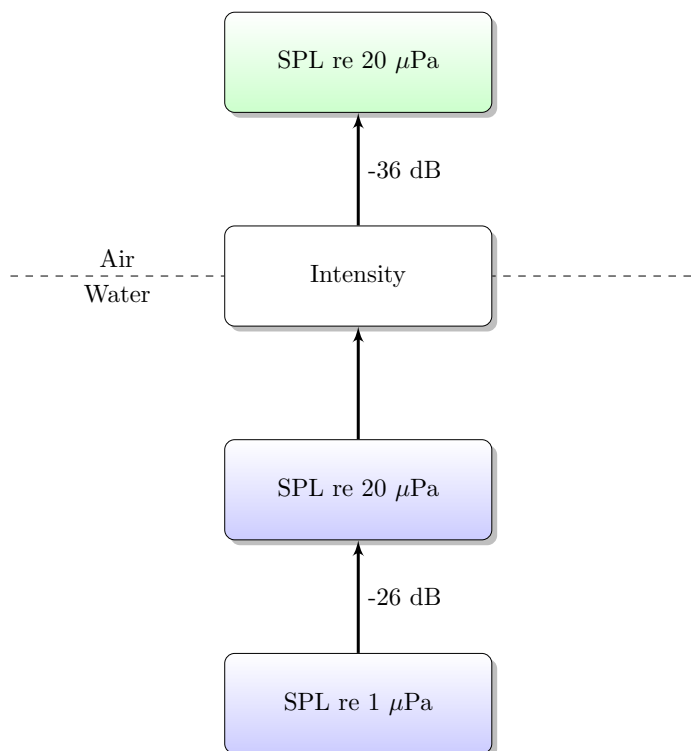 SPL re 20 μPa
-36 dB
Air
Intensity
Water
SPL re 20 μPa
-26 dB
SPL re 1 μPa